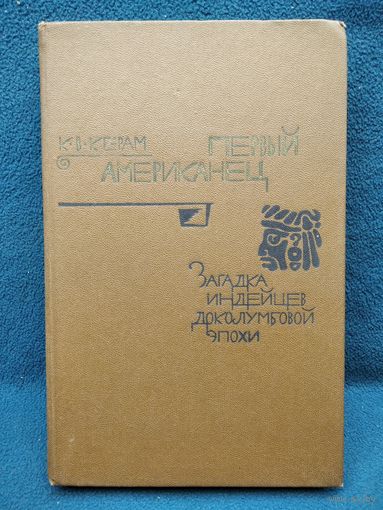 К·В·КЕРАМ ПЕРВЫЙ
АМЕРИКАНЕЦ
ЗАГАДКА
ИНДЕЙЦЕВ
ДОКОЛУМБОВОЙ
ЭПОХИ